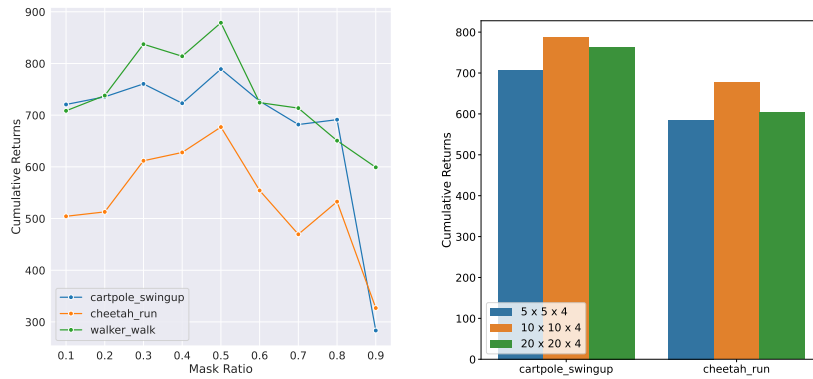 900
800
700
600
500
400
300
Cumulative Returns
0.1 0.2 0.3 0.4 0.5 0.6 0.7 0.8 0.9
Mask Ratio
cartpole_swingup
cheetah_run
walker_walk
800
700
600
500
400
300
200
100
0
Cumulative Returns
5 x 5 x 4
10 x 10 x 4
20 x 20 x 4
cartpole_swingup cheetah_run